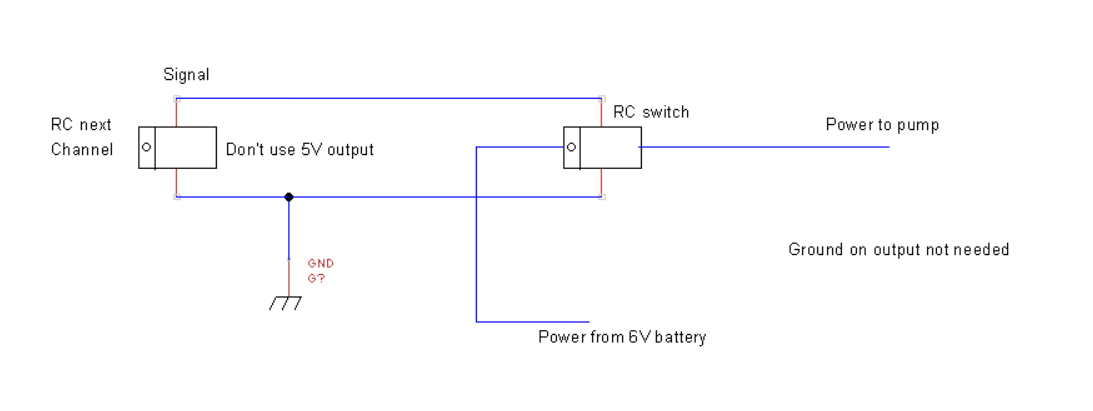 Signal
RC next
Channel
Don't use 5V output
RC switch
Power to pump
Ground on output not needed
GND
G?
Power from 6V battery